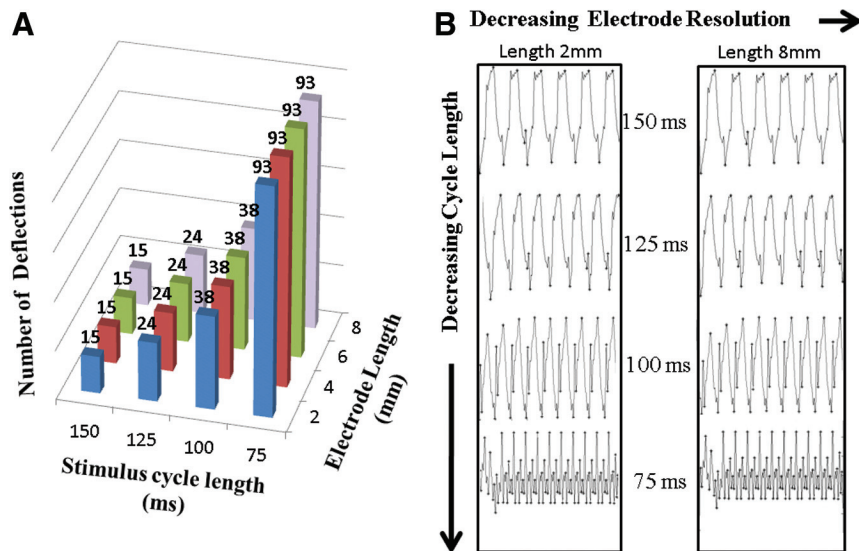 A
Number of Deflections
15 15 15 15
24 24 24 24
38 38 38 38
93 93 93 93
150 125 100 75
Stimulus cycle length
(ms)
2 4 6 8
Electrode Length
(mm)
B
Decreasing Electrode Resolution
Length 2mm
Length 8mm
Decreasing Cycle Length
150 ms
125 ms
100 ms
75 ms